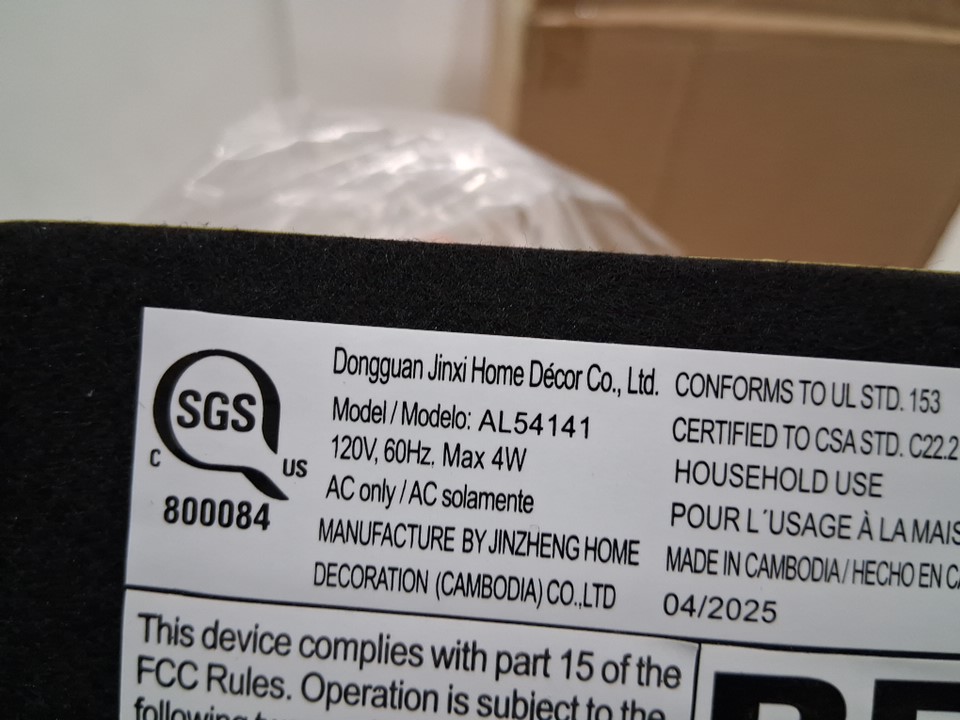 SGS
C
US
800084
Dongguan Jinxi Home Décor Co., Ltd.
Model / Modelo: AL54141
120V, 60Hz. Max 4W
AC only / AC solamente
MANUFACTURE BY JINZHENG HOME
DECORATION (CAMBODIA) CO.,LTD
CONFORMS TO UL STD. 153
CERTIFIED TO CSA STD. C22.2
HOUSEHOLD USE
POUR L´USAGE À LA MAIS
MADE IN CAMBODIA / HECHO EN CA
04/2025
This device complies with part 15 of the
FCC Rules. Operation is subject to the
following